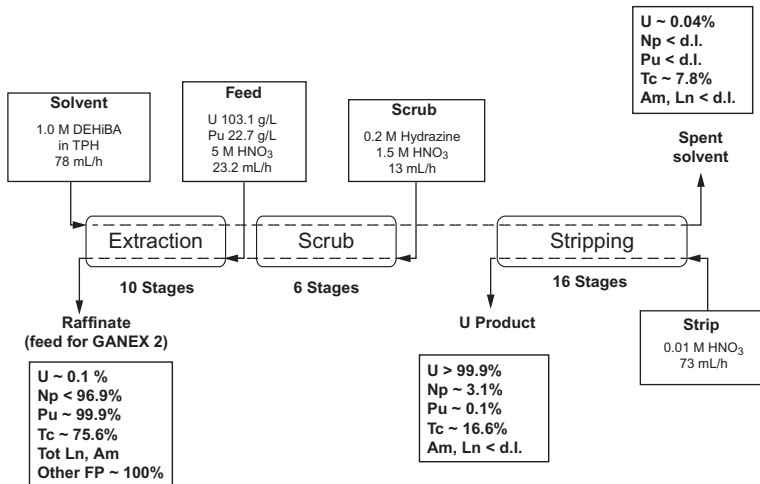 Solvent
1.0 M DEHiBA
in TPH
78 mL/h
Feed
U 103.1 g/L
Pu 22.7 g/L
5 M HNO₃
23.2 mL/h
Scrub
0.2 M Hydrazine
1.5 M HNO₃
13 mL/h
U ~ 0.04%
Np < d.l.
Pu < d.l.
Tc ~ 7.8%
Am, Ln < d.l.
Spent
solvent
Extraction
Scrub
Stripping
10 Stages
6 Stages
16 Stages
Raffinate
(feed for GANEX 2)
U ~ 0.1 %
Np < 96.9%
Pu ~ 99.9%
Tc ~ 75.6%
Tot Ln, Am
Other FP ~ 100%
U Product
U > 99.9%
Np ~ 3.1%
Pu ~ 0.1%
Tc ~ 16.6%
Am, Ln < d.l.
Strip
0.01 M HNO₃
73 mL/h